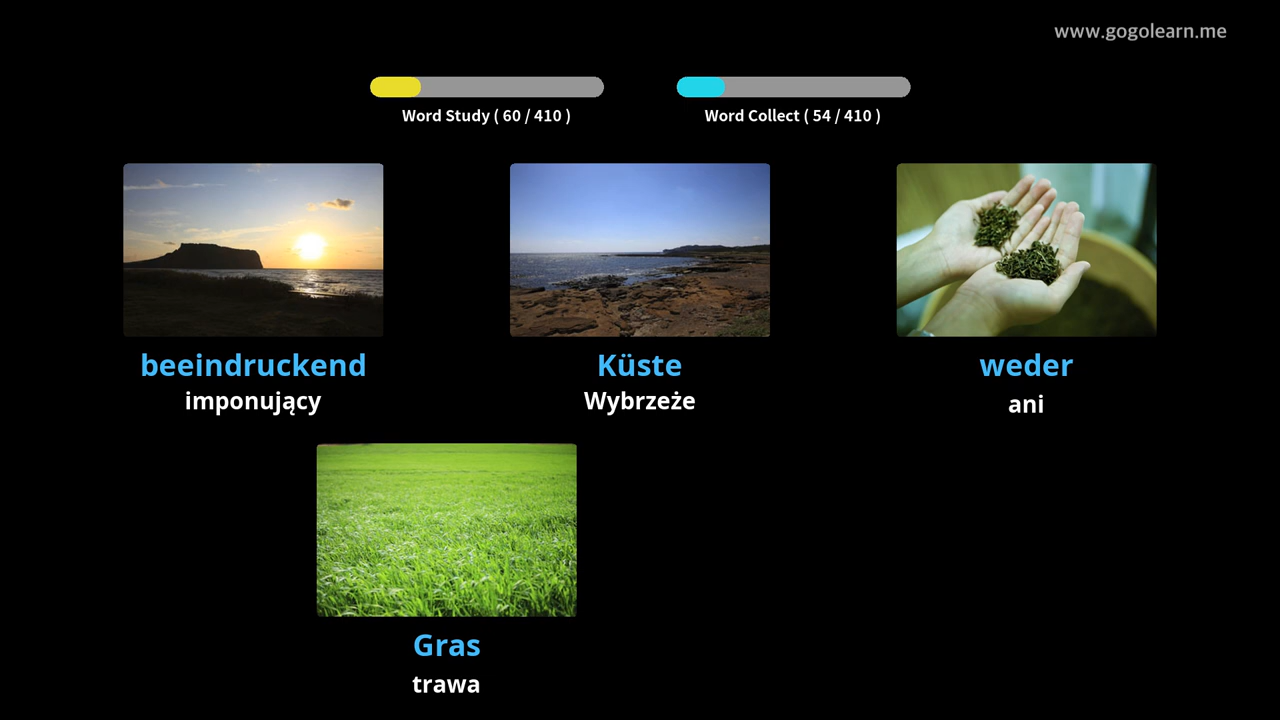 www.gogolearn.me
Word Study ( 60 / 410 )
Word Collect ( 54 / 410 )
beeindruckend
imponujący
Küste
Wybrzeże
weder
ani
Gras
trawa